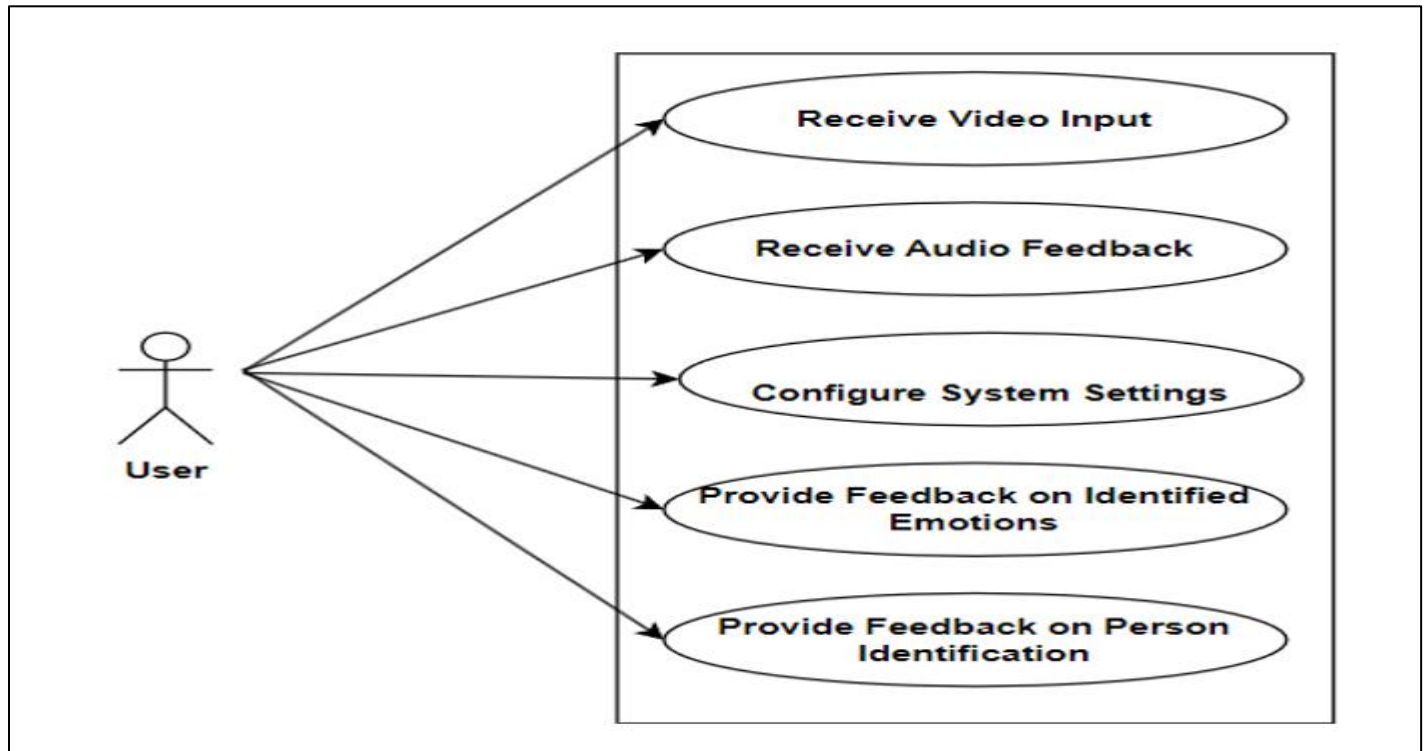 Receive Video Input
Receive Audio Feedback
Configure System Settings
Provide Feedback on Identified
Emotions
Provide Feedback on Person
Identification
User